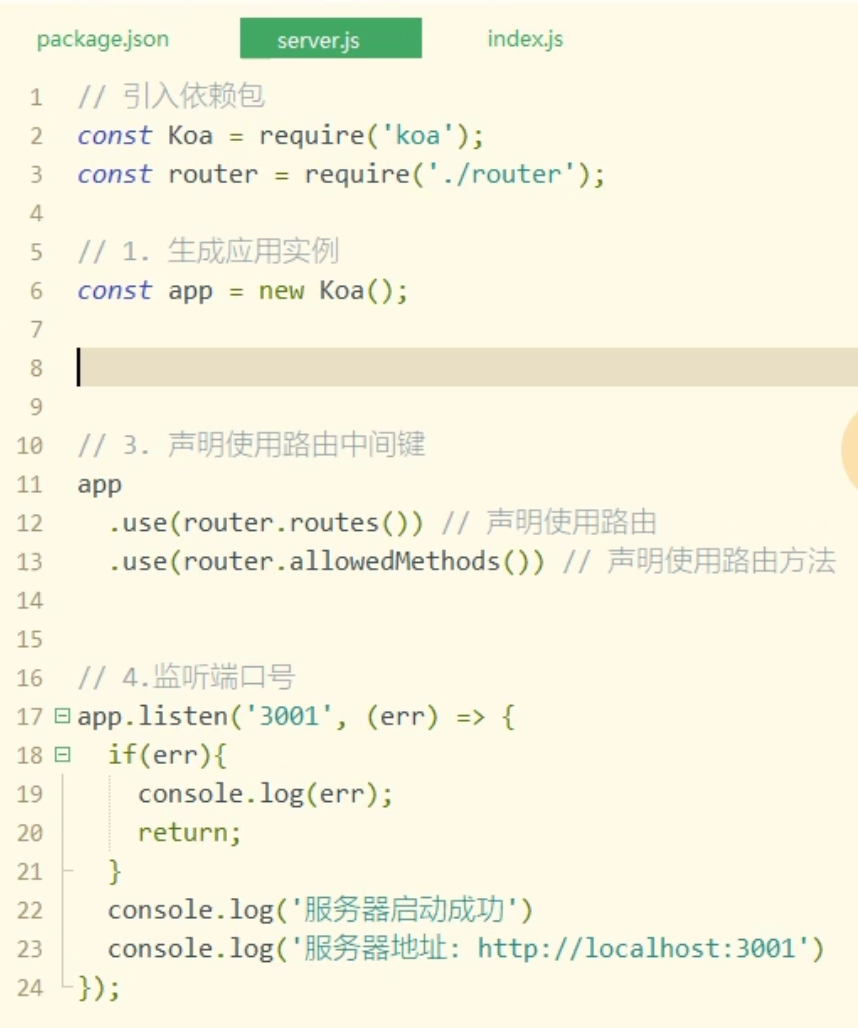 package.json server.js index.js
1 // 引入依赖包
2 const Koa = require('koa');
3 const router = require('./router');
4
5 // 1. 生成应用实例
6 const app = new Koa();
7
8
9
10 // 3. 声明使用路由中间键
11 app
12 .use(router.routes()) // 声明使用路由
13 .use(router.allowedMethods()) // 声明使用路由方法
14
15
16 // 4.监听端口号
17 app.listen('3001', (err) => {
18 if(err){
19 console.log(err);
20 return;
21 }
22 console.log('服务器启动成功')
23 console.log('服务器地址: http://localhost:3001')
24 });